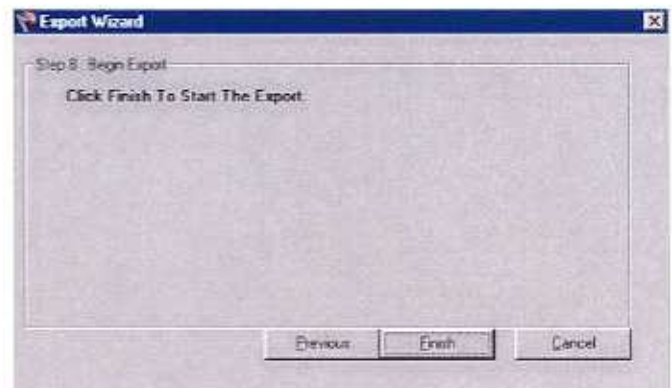 Export Wizard
Step 8: Begin Export
Click Finish To Start The Export.
Previous
Finish
Cancel